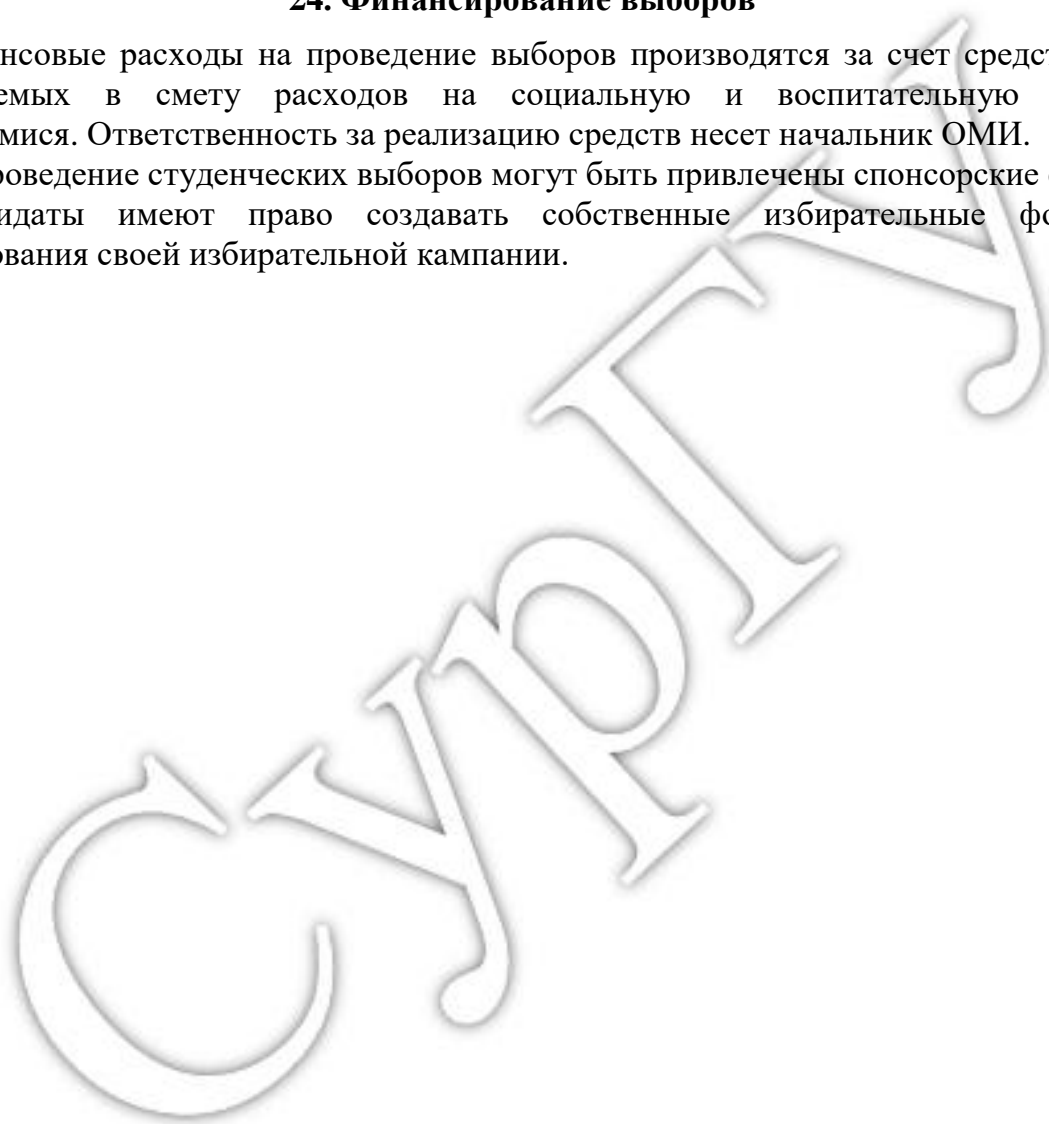 24. Финансирование выборов
нсовые расходы на проведение выборов производятся за счет средст
емых в смету расходов на социальную и воспитательную
мися. Ответственность за реализацию средств несет начальник ОМИ.
роведение студенческих выборов могут быть привлечены спонсорские
идаты имеют право создавать собственные избирательные фо
ования своей избирательной кампании.
СурГУ